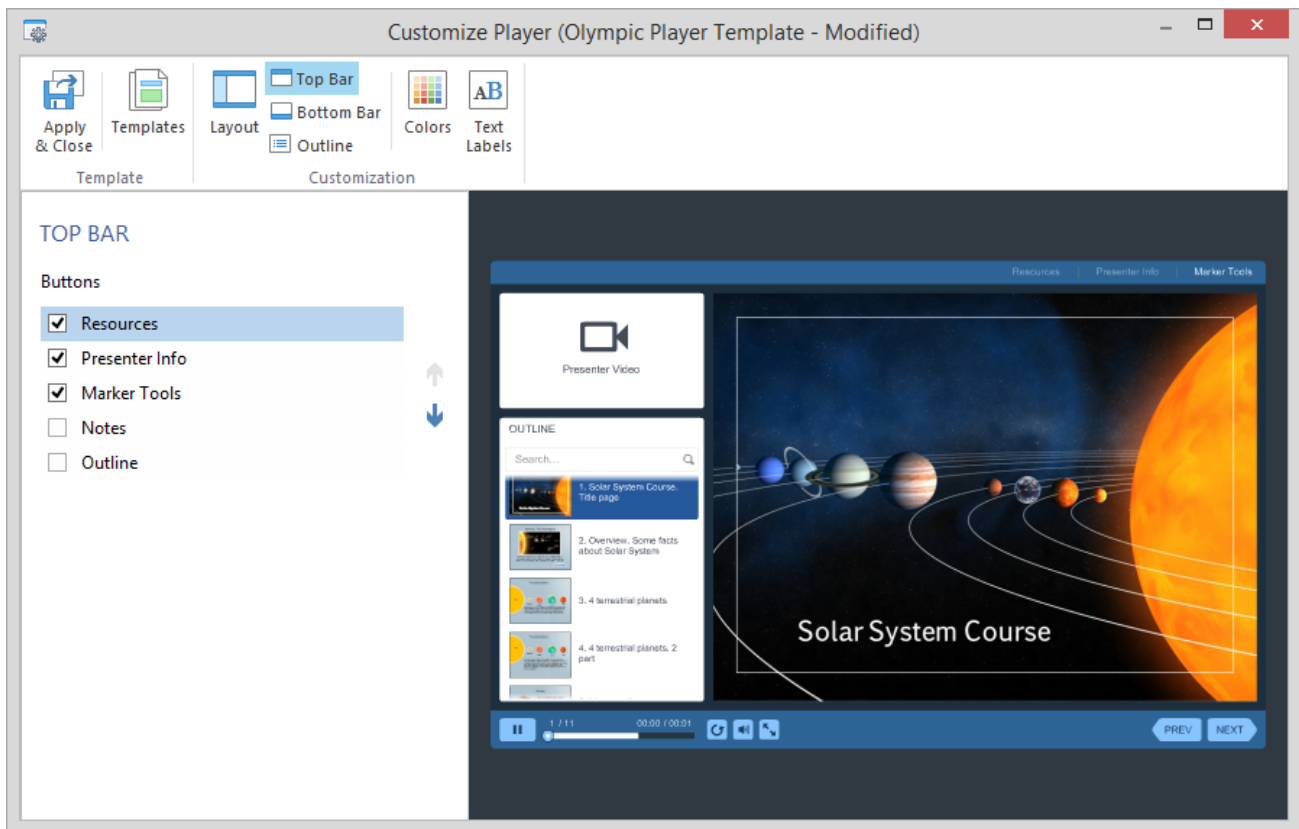 Customize Player (Olympic Player Template - Modified)
Apply
& Close
Templates
Layout
Top Bar
Bottom Bar
Outline
Colors
AB
Text
Labels
Template
Customization
TOP BAR
Buttons
Resources
Presenter Info
Marker Tools
Notes
Outline
Resources
Presenter Info
Marker Tools
Presenter Video
OUTLINE
Search...
1. Solar System Course.
Title page
2. Overview. Some facts
about Solar System
3. 4 terrestrial planets
4. 4 terrestrial planets. 2
part
Solar System Course
1 / 11
00:00 / 00:01
PREV
NEXT